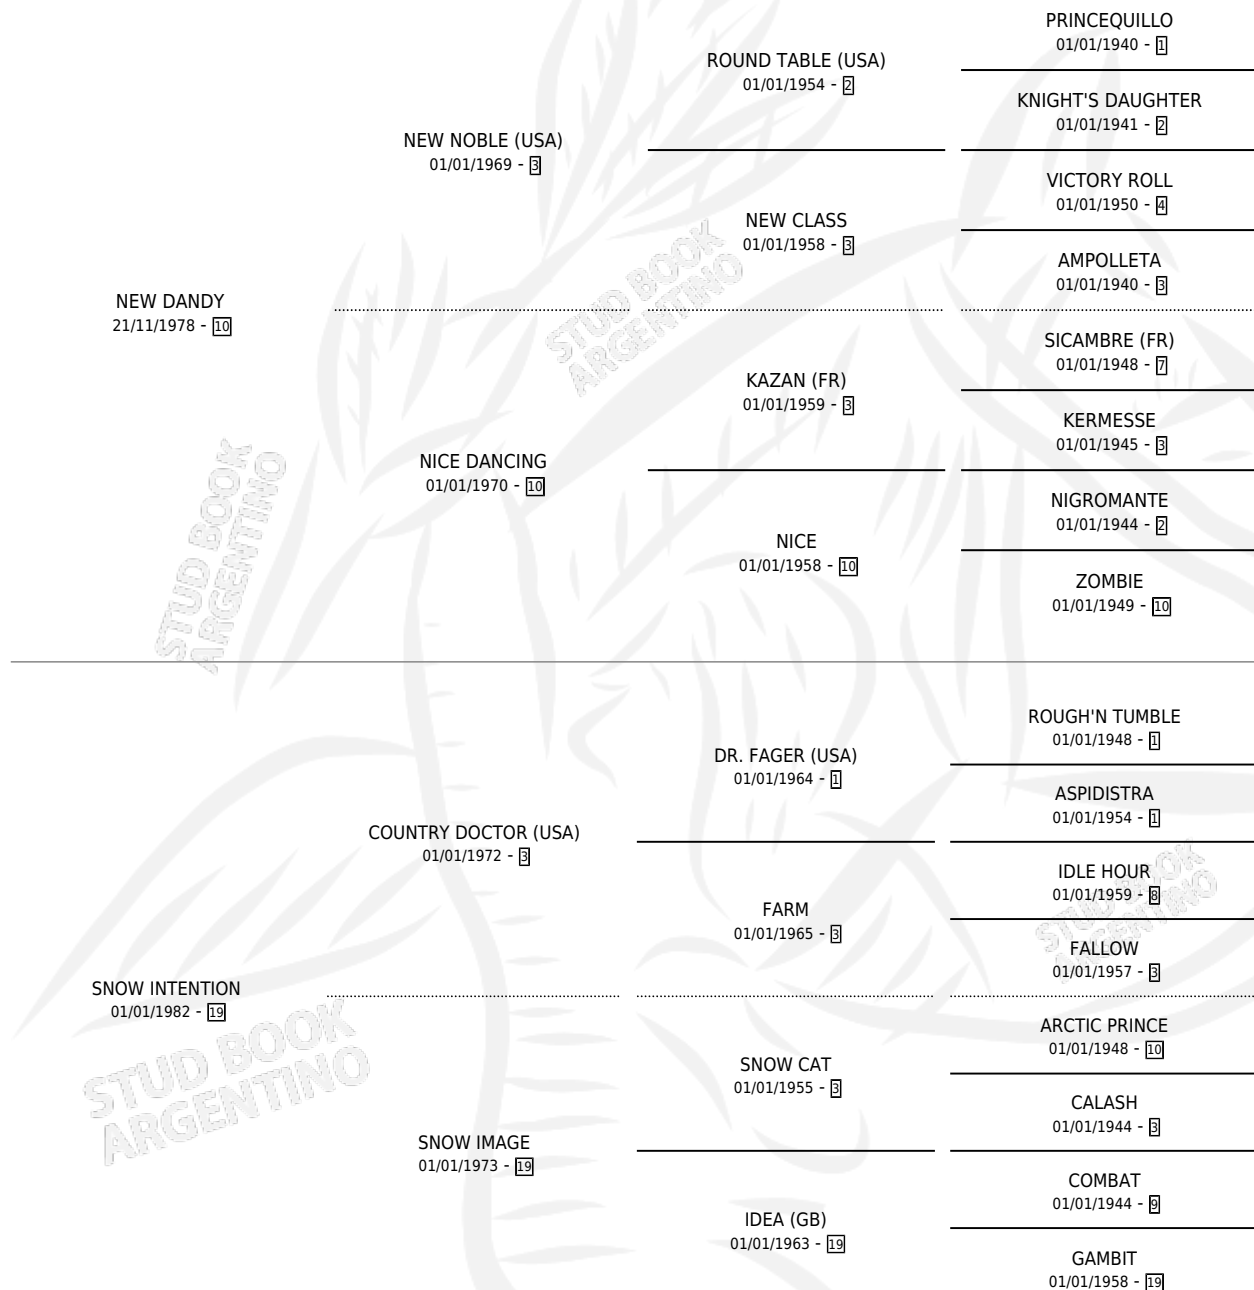 PRINCEQUILLO
01/01/1940 - 1
ROUND TABLE (USA)
01/01/1954 - 2
KNIGHT'S DAUGHTER
01/01/1941 - 2
NEW NOBLE (USA)
01/01/1969 - 3
VICTORY ROLL
01/01/1950 - 4
NEW CLASS
01/01/1958 - 3
AMPOLLETA
01/01/1940 - 3
NEW DANDY
21/11/1978 - 10
SICAMBRE (FR)
01/01/1948 - 7
KAZAN (FR)
01/01/1959 - 3
KERMESSE
01/01/1945 - 3
NICE DANCING
01/01/1970 - 10
NIGROMANTE
01/01/1944 - 2
NICE
01/01/1958 - 10
ZOMBIE
01/01/1949 - 10
ROUGH'N TUMBLE
01/01/1948 - 1
DR. FAGER (USA)
01/01/1964 - 1
ASPIDISTRA
01/01/1954 - 1
COUNTRY DOCTOR (USA)
01/01/1972 - 3
IDLE HOUR
01/01/1959 - 8
FARM
01/01/1965 - 3
FALLOW
01/01/1957 - 3
SNOW INTENTION
01/01/1982 - 19
ARCTIC PRINCE
01/01/1948 - 10
SNOW CAT
01/01/1955 - 3
CALASH
01/01/1944 - 3
SNOW IMAGE
01/01/1973 - 19
COMBAT
01/01/1944 - 9
IDEA (GB)
01/01/1963 - 19
GAMBIT
01/01/1958 - 19
STUD BOOK
ARGENTINO
STUD BOOK
ARGENTINO
STUD BOOK
ARGENTINO
STUD BOOK
ARGENTINO